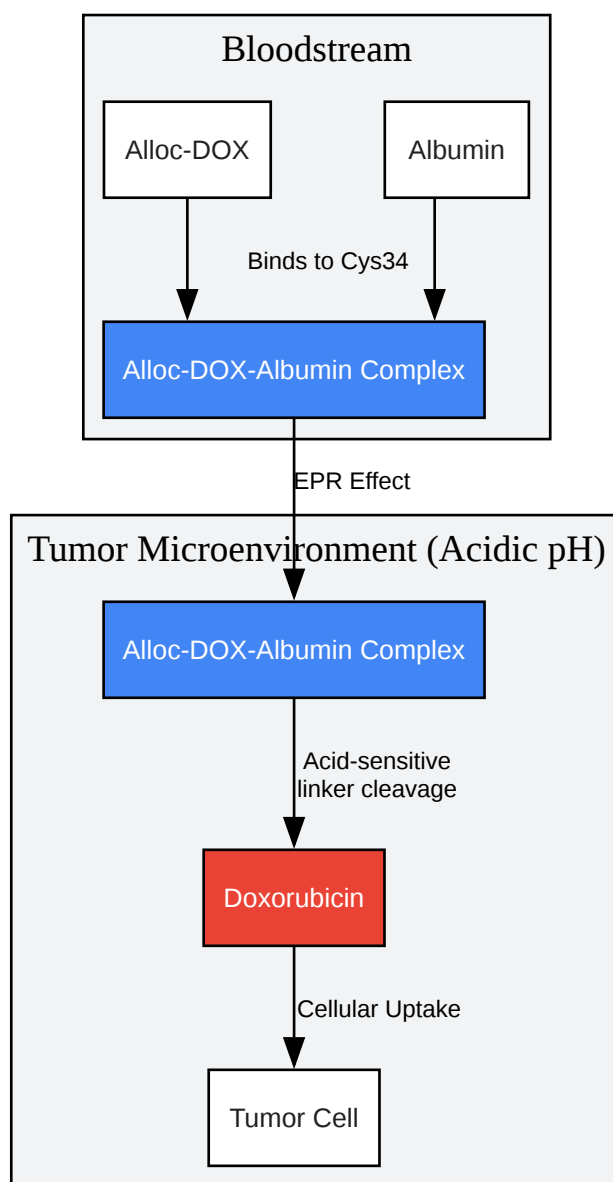 Bloodstream
Alloc-DOX
Albumin
Binds to Cys34
Alloc-DOX-Albumin Complex
EPR Effect
Tumor Microenvironment (Acidic pH)
Alloc-DOX-Albumin Complex
Acid-sensitive
linker cleavage
Doxorubicin
Cellular Uptake
Tumor Cell